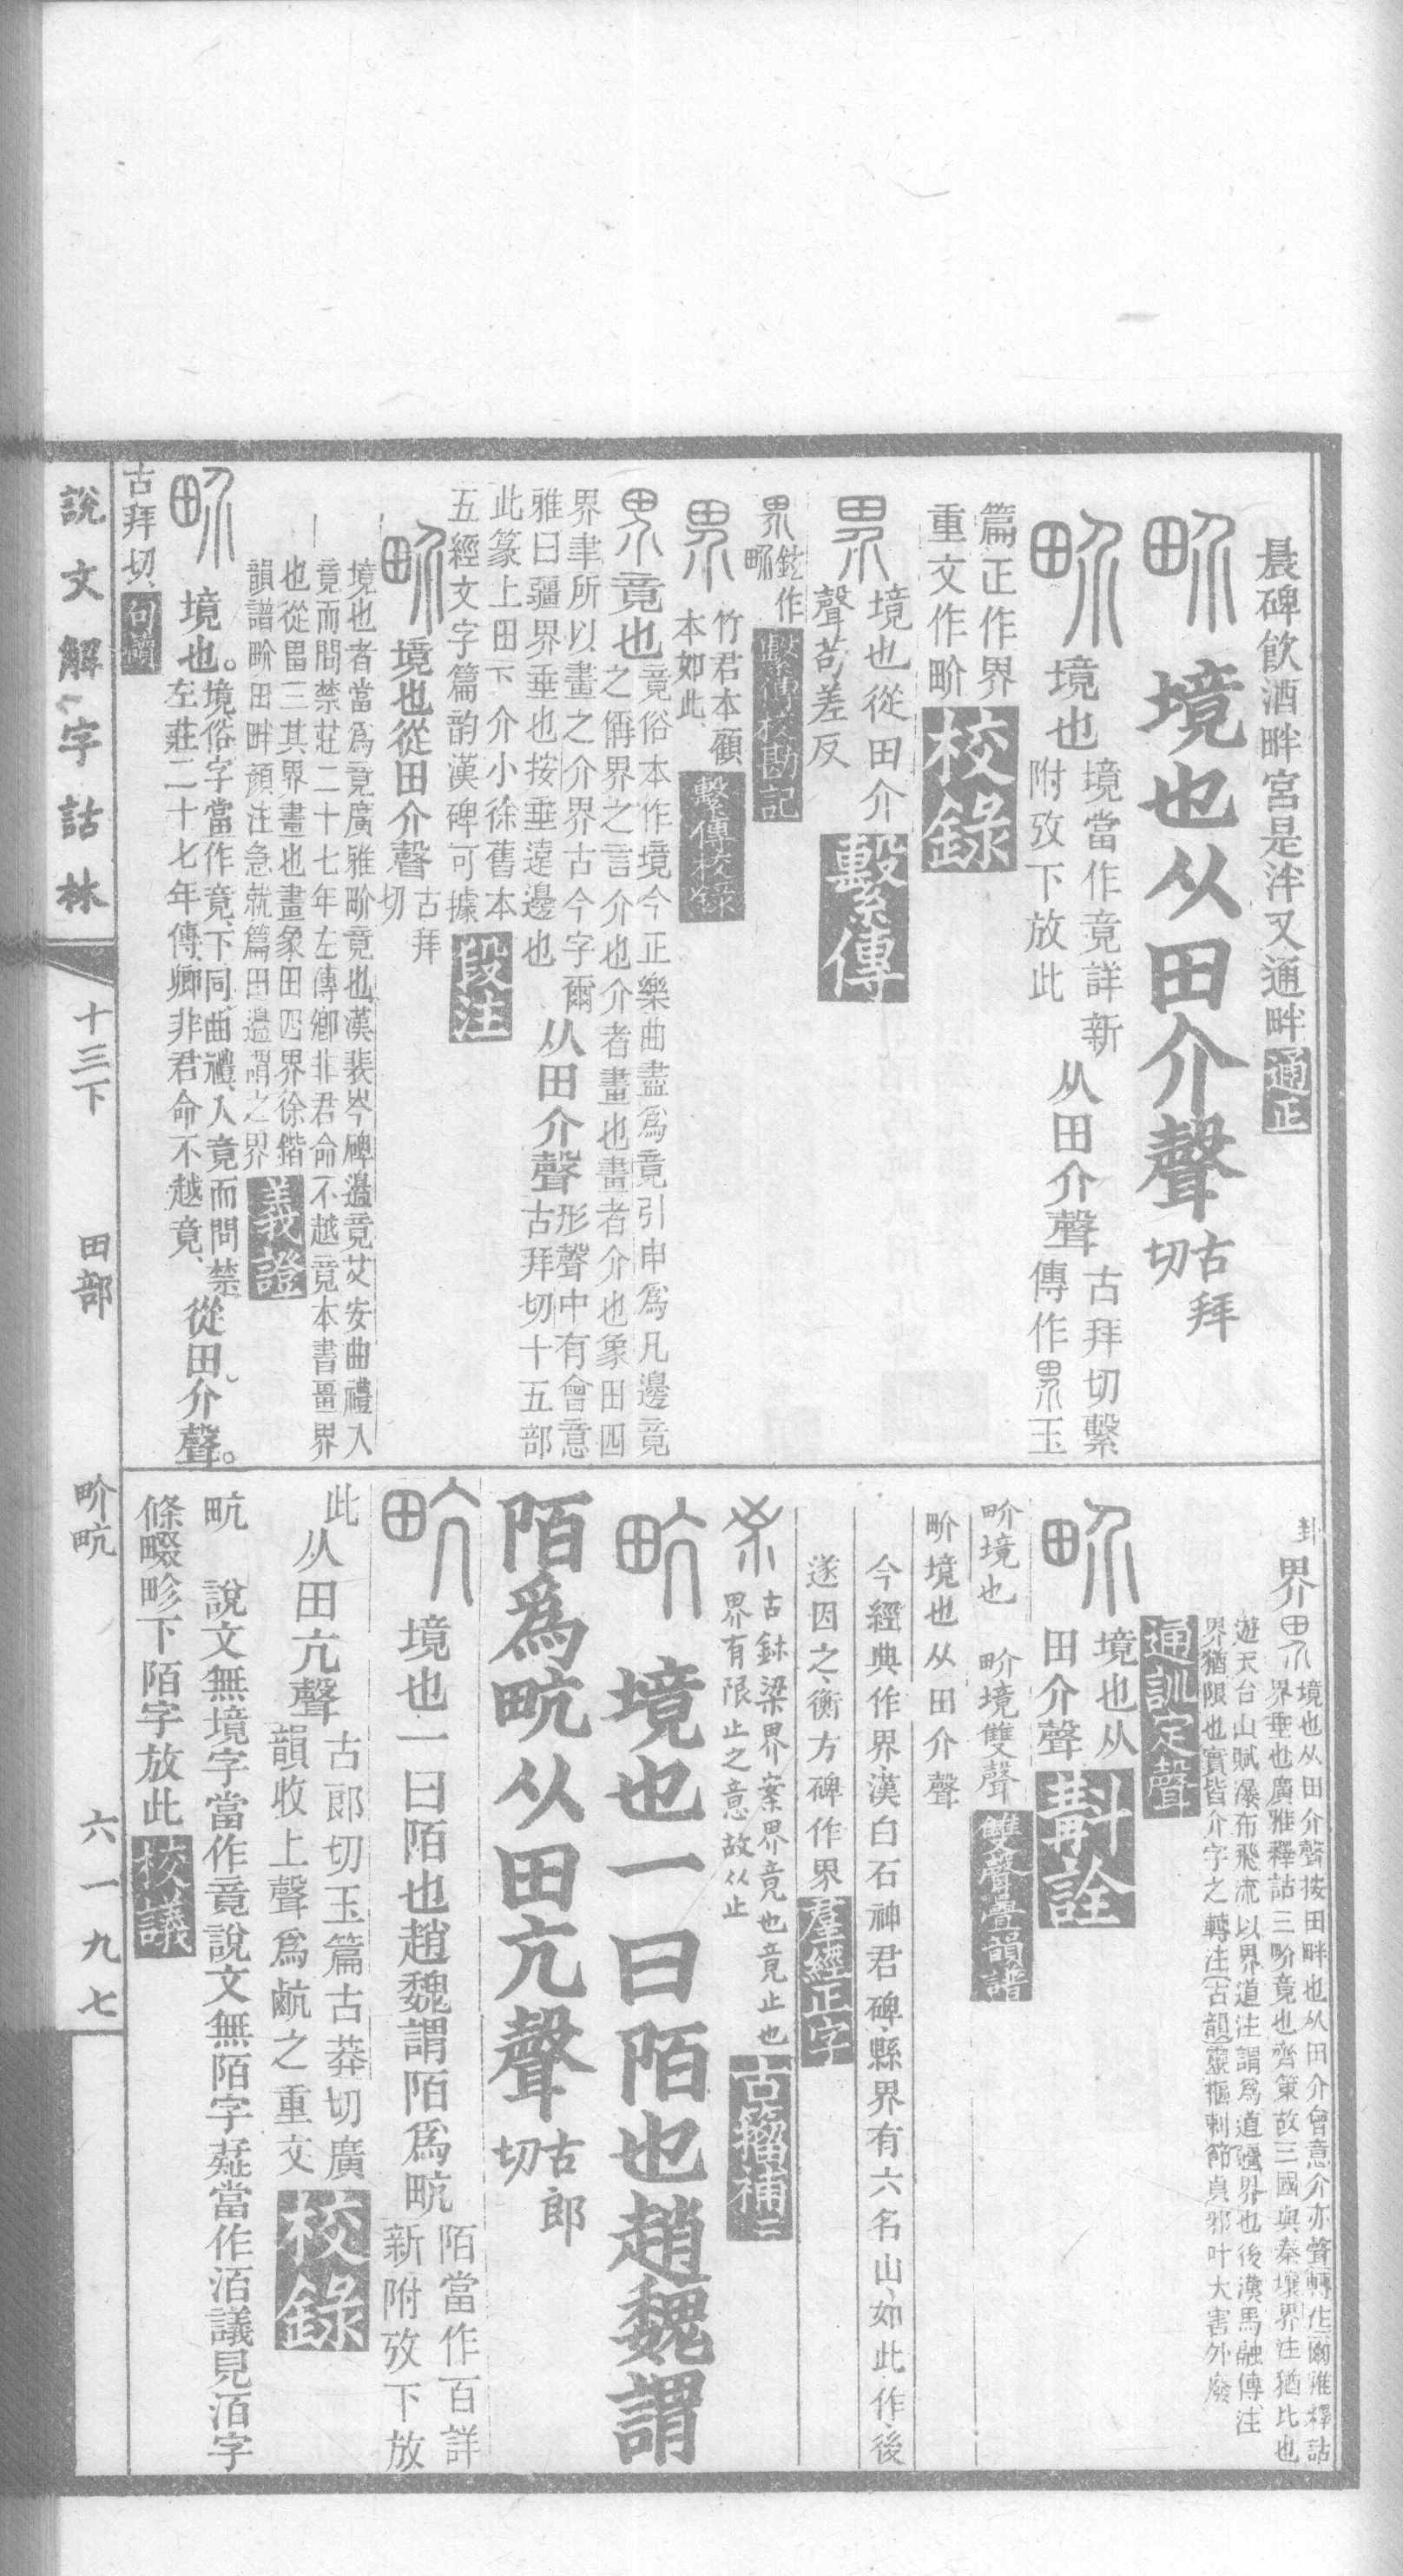 晨碑飲酒畔宮是泮又通畔通正
畍 境也从田介聲古拜切
畍 境也境當作竟詳新附攷下放此从田介聲古拜切繫傳作界玉
篇正作界重文作畍校錄
界 境也從田介聲苟差反繫傳
界鈙作畍繫傳校勘記
界竹君本顧本如此繫傳校錄
界 竟也竟俗本作境今正樂曲盡爲竟引申爲凡邊竟之偁界之言介也介者畫也畫者介也象田四
界聿所以畫之介界古今字爾雅曰疆界垂也按垂遠邊也从田介聲形聲中有會意古拜切十五部
此篆上田下介小徐舊本五經文字篇韵漢碑可據段注
畍 境也從田介聲古拜切
境也者當爲竟廣雅畍竟也漢裴岑碑邊竟艾安曲禮入
竟而問禁莊二十七年左傳卿非君命不越竟本書畺界
也從畕三其界畫也畫象田四界徐鍇
韻譜畍田畔顏注急就篇田邊謂之界義證
畍 境也。境俗字當作竟、下同、曲禮、入竟而問禁、左莊二十七年傳、卿非君命不越竟、從田、介聲。
古拜切、句讀
卦界 境也从田介聲按田畔也从田介會意介亦聲轉注爾雅釋詁
界垂也廣雅釋詁三畍竟也齊策故三國與秦壤界注猶比也
遊天台山賦瀑布飛流以界道注謂爲道疆界也後漢馬融傳注
界猶限也實皆介字之轉注古韻靈樞刺節真邪叶大害外廢
通訓定聲
畍 境也从田介聲斠詮
畍境也 畍境雙聲雙聲疊韻譜
畍境也从田介聲
今經典作界漢白石神君碑縣界有六名山如此作後
遂因之衡方碑作界羣經正字
古鉥梁界案界竟也竟止也界有限止之意故从止古籀補二
畂 境也一曰陌也趙魏謂
陌爲畂从田亢聲古郎切
畂 境也一曰陌也趙魏謂陌爲畂陌當作百詳新附攷下放
此从田亢聲古郎切玉篇古莽切廣韻收上聲爲䴚之重文校錄
畂 說文無境字當作竟說文無陌字葢當作洦議見洦字
條畷畛下陌字放此校議
說文解字詁林
十三下
田部
畍畂
六一九七